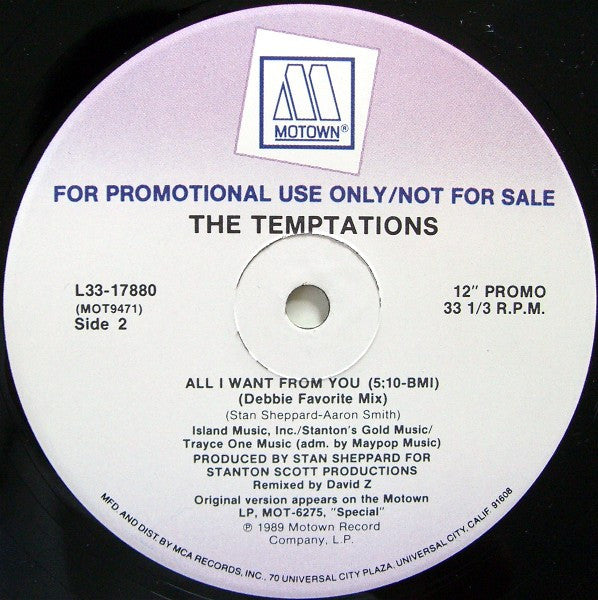 MOTOWN®
FOR PROMOTIONAL USE ONLY/NOT FOR SALE
THE TEMPTATIONS
L33-17880
(MOT9471)
Side 2
12" PROMO
33 1/3 R.P.M.
ALL I WANT FROM YOU (5:10-BMI)
(Debbie Favorite Mix)
(Stan Sheppard-Aaron Smith)
Island Music, Inc./Stanton's Gold Music/
Trayce One Music (adm. by Maypop Music)
PRODUCED BY STAN SHEPPARD FOR
STANTON SCOTT PRODUCTIONS
Remixed by David Z
Original version appears on the Motown
LP, MOT-6275, "Special"
℗ 1989 Motown Record
Company, L.P.
MFD. AND DIST. BY MCA RECORDS, INC., 70 UNIVERSAL CITY PLAZA, UNIVERSAL CITY, CALIF. 91608